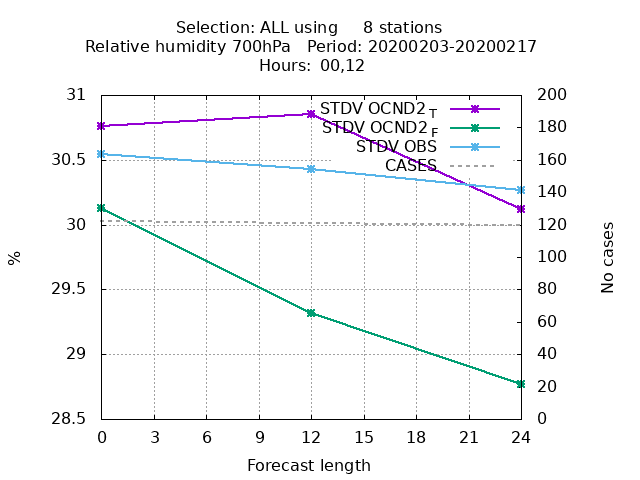 Selection: ALL using 8 stations
Relative humidity 700hPa Period: 20200203-20200217
Hours: 00,12
31
30.5
30
29.5
29
28.5
%
STDV OCND2 T
STDV OCND2 F
STDV OBS
CASES
200
180
160
140
120
100
80
60
40
20
0
No cases
0 3 6 9 12 15 18 21 24
Forecast length